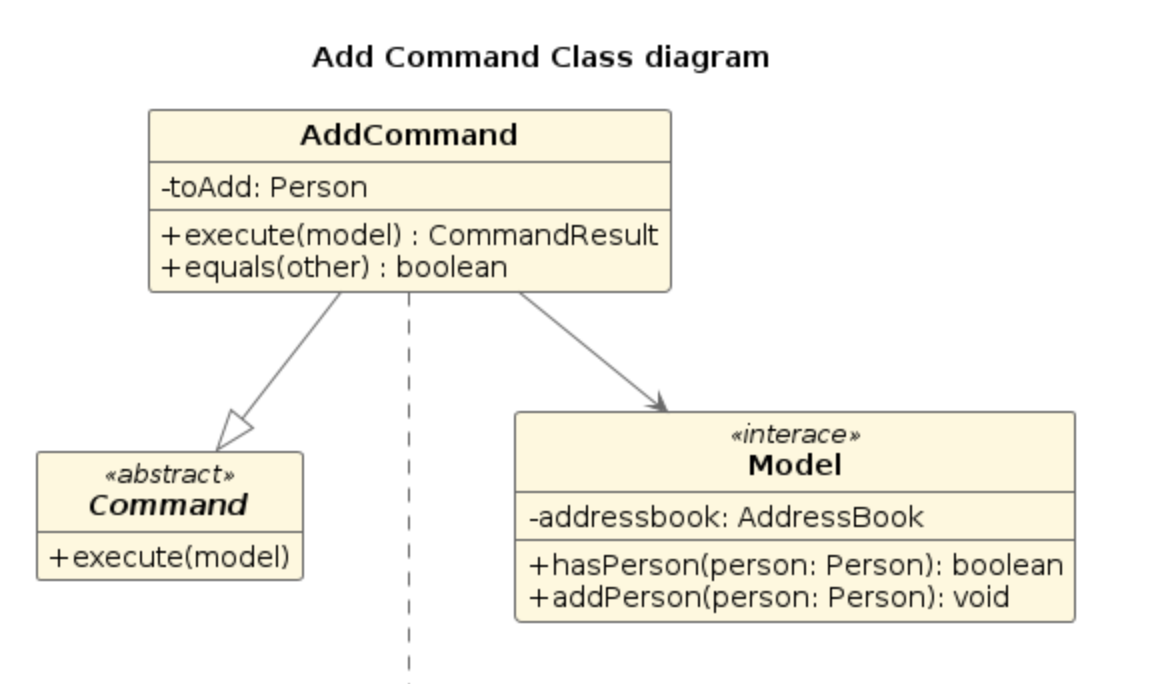 Add Command Class diagram
AddCommand
-toAdd: Person
+execute(model) : CommandResult
+equals(other) : boolean
«abstract»
Command
+execute(model)
«interace»
Model
-addressbook: AddressBook
+hasPerson(person: Person): boolean
+addPerson(person: Person): void